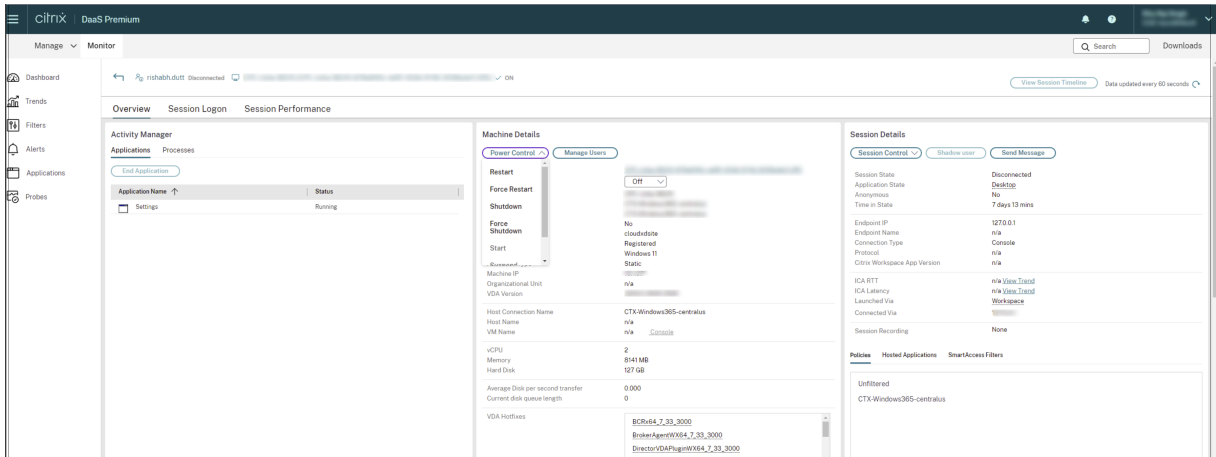 citrix DaaS Premium
Manage Monitor Search Downloads
Dashboard
Trends
Filters
Alerts
Applications
Probes
rishabh.dutt Disconnected ON
View Session Timeline Data updated every 60 seconds
Overview Session Logon Session Performance
Activity Manager
Applications Processes
End Application
Application Name Status
Settings Running
Machine Details
Power Control Manage Users
Restart
Force Restart
Shutdown
Force
Shutdown
Start
Off
No
cloudxdsite
Registered
Windows 11
Static
Machine IP
Organizational Unit n/a
VDA Version
Host Connection Name CTX-Windows365-centralus
Host Name n/a
VM Name n/a Console
vCPU 2
Memory 8141 MB
Hard Disk 127 GB
Average Disk per second transfer 0.000
Current disk queue length 0
VDA Hotfixes
BCRx64_7_33_3000
BrokerAgentWX64_7_33_3000
DirectorVDAPluginWX64_7_33_3000
Session Details
Session Control Shadow user Send Message
Session State Disconnected
Application State Desktop
Anonymous No
Time in State 7 days 13 mins
Endpoint IP 127.0.0.1
Endpoint Name n/a
Connection Type Console
Protocol n/a
Citrix Workspace App Version n/a
ICA RTT n/a View Trend
ICA Latency n/a View Trend
Launched Via Workspace
Connected Via
Session Recording None
Policies Hosted Applications SmartAccess Filters
Unfiltered
CTX-Windows365-centralus